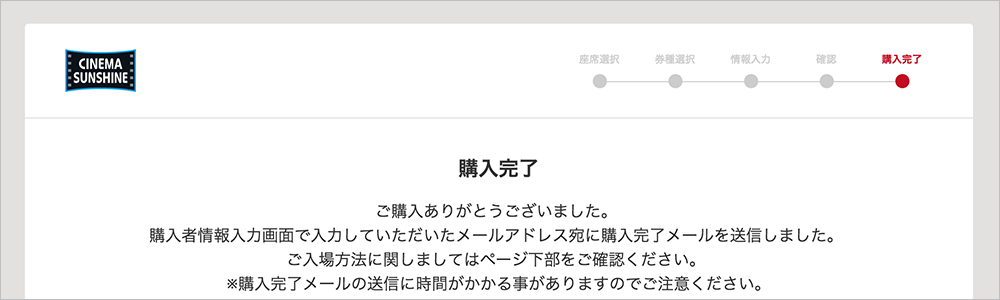 CINEMA
SUNSHINE
座席選択 券種選択 情報入力 確認 購入完了
購入完了
ご購入ありがとうございました。
購入者情報入力画面で入力していただいたメールアドレス宛に購入完了メールを送信しました。
ご入場方法に関しましてはページ下部をご確認ください。
※購入完了メールの送信に時間がかかる事がありますのでご注意ください。